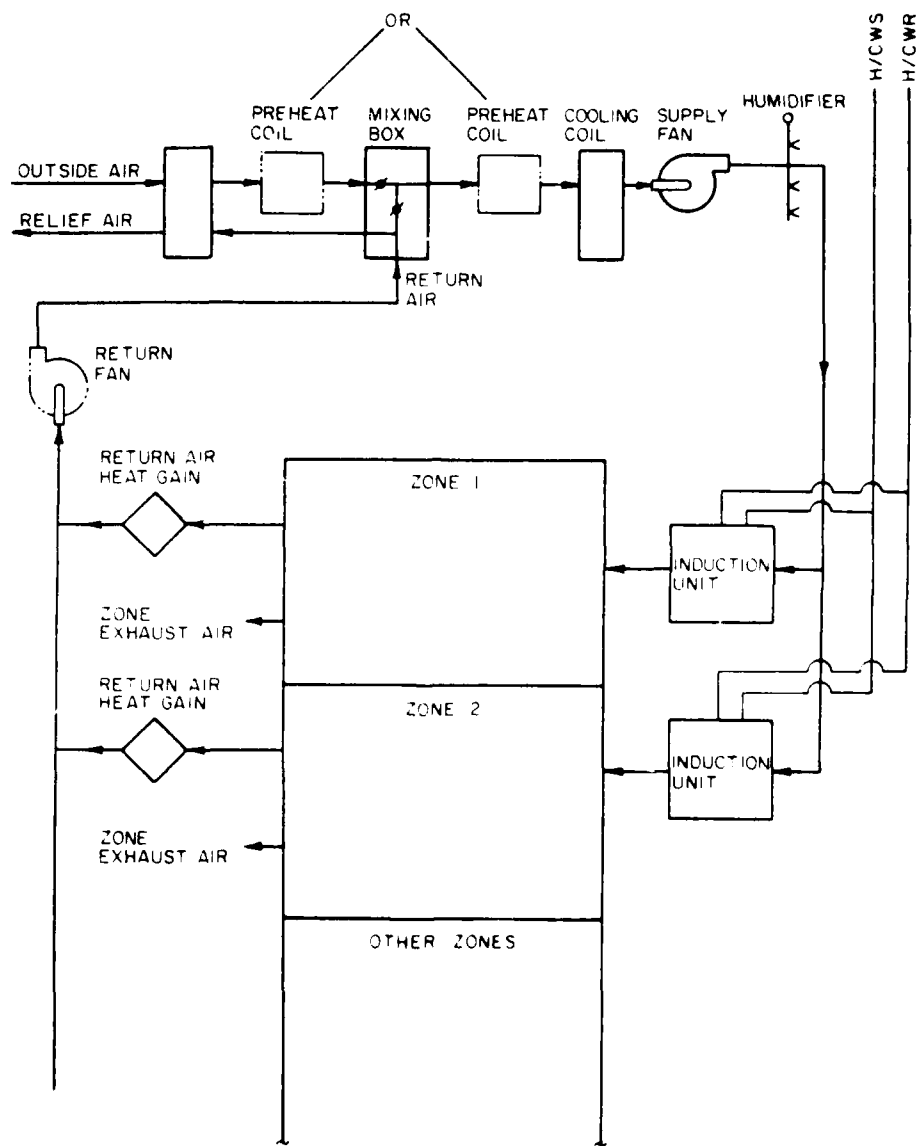 OR
H/CWS
H/CWR
PREHEAT
COIL
MIXING
BOX
PREHEAT
COIL
COOLING
COIL
SUPPLY
FAN
HUMIDIFIER
OUTSIDE AIR
RELIEF AIR
RETURN
AIR
RETURN
FAN
RETURN AIR
HEAT GAIN
ZONE 1
INDUCTION
UNIT
ZONE
EXHAUST AIR
RETURN AIR
HEAT GAIN
ZONE 2
INDUCTION
UNIT
ZONE
EXHAUST AIR
OTHER ZONES